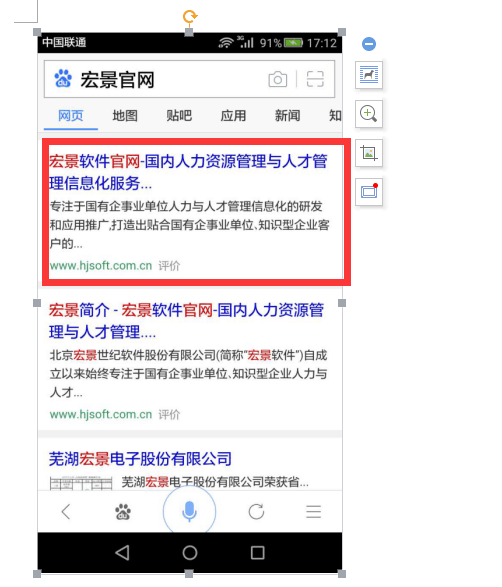 中国联通 3G 91% 17:12
宏景官网
网页 地图 贴吧 应用 新闻 知
宏景软件官网-国内人力资源管理与人才管
理信息化服务...
专注于国有企事业单位人力与人才管理信息化的研发
和应用推广,打造出贴合国有企事业单位、知识型企业客
户的...
www.hjsoft.com.cn 评价
宏景简介 - 宏景软件官网-国内人力资源管
理与人才管理....
北京宏景世纪软件股份有限公司(简称“宏景软件”)自成
立以来始终专注于国有企事业单位、知识型企业人力与
人才...
www.hjsoft.com.cn 评价
芜湖宏景电子股份有限公司
芜湖宏景电子股份有限公司荣获省...